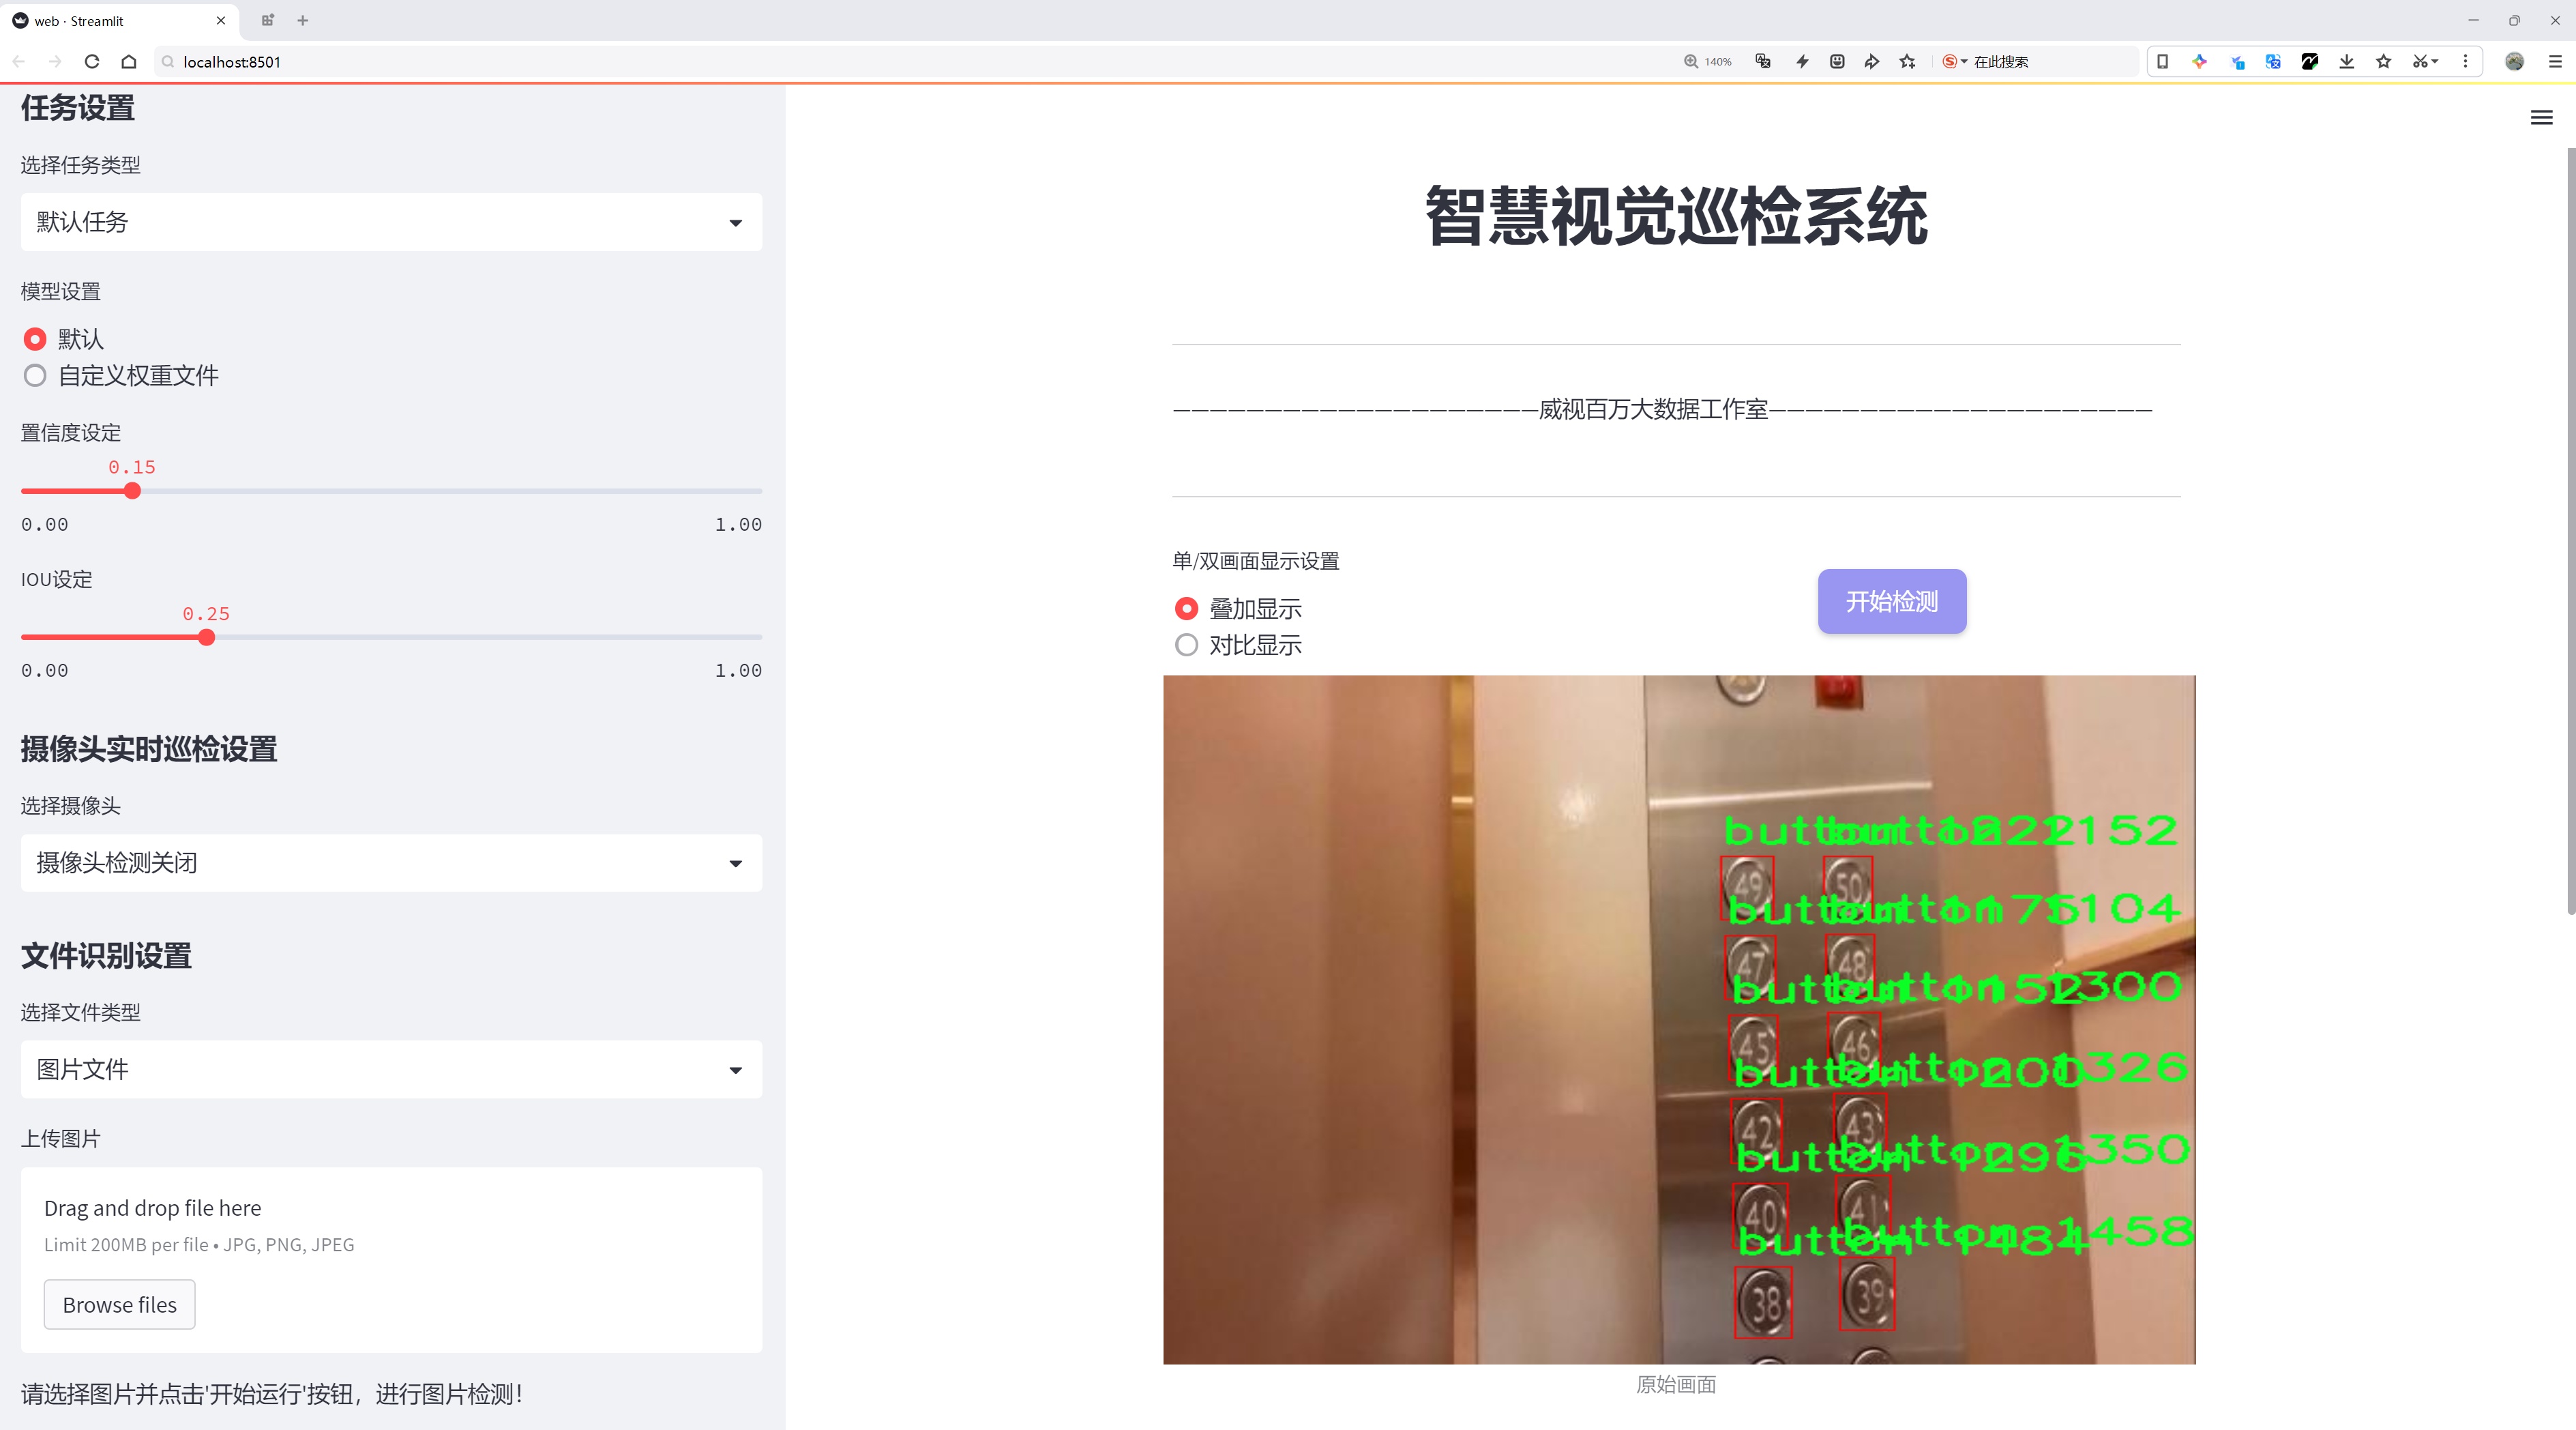 web · Streamlit
localhost:8501
140%
在此搜索
任务设置
选择任务类型
默认任务
模型设置
默认
自定义权重文件
置信度设定
0.15
0.00 1.00
IOU设定
0.25
0.00 1.00
摄像头实时巡检设置
选择摄像头
摄像头检测关闭
文件识别设置
选择文件类型
图片文件
上传图片
Drag and drop file here
Limit 200MB per file • JPG, PNG, JPEG
Browse files
请选择图片并点击'开始运行'按钮，进行图片检测！
智慧视觉巡检系统
————————————————————威视百万大数据工作室—————————————————————
单/双画面显示设置
叠加显示
对比显示
开始检测
49 50
47 48
45 46
42 43
40 41
38 39
button
button
button
button
button
button
原始画面